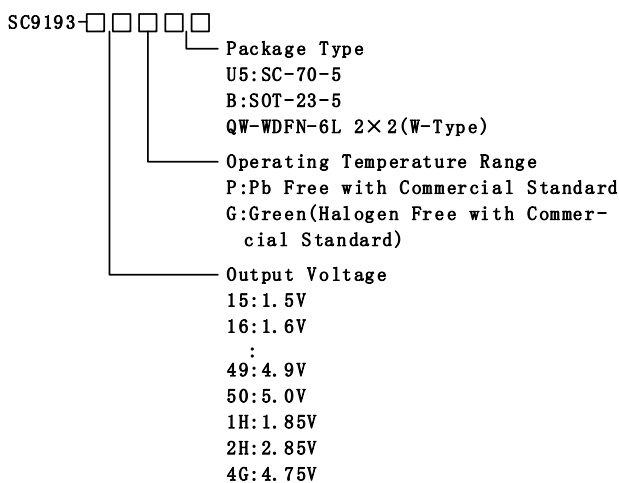 SC9193-□□□□□
Package Type
U5:SC-70-5
B:SOT-23-5
QW-WDFN-6L 2×2(W-Type)
Operating Temperature Range
P:Pb Free with Commercial Standard
G:Green(Halogen Free with Commer-
cial Standard)
Output Voltage
15:1.5V
16:1.6V
:
49:4.9V
50:5.0V
1H:1.85V
2H:2.85V
4G:4.75V